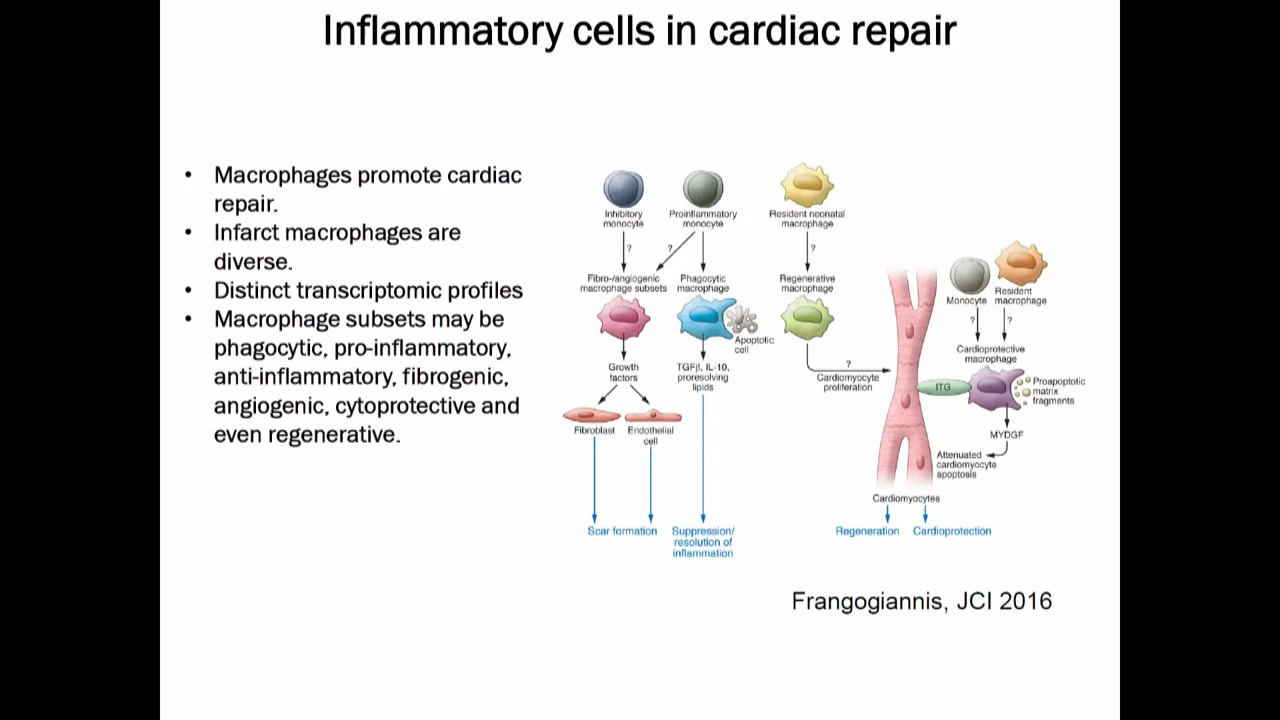 Inflammatory cells in cardiac repair
• Macrophages promote cardiac
repair.
• Infarct macrophages are
diverse.
• Distinct transcriptomic profiles
• Macrophage subsets may be
phagocytic, pro-inflammatory,
anti-inflammatory, fibrogenic,
angiogenic, cytoprotective and
even regenerative.
Inhibitory
monocyte
Proinflammatory
monocyte
Resident neonatal
macrophage
?
?
?
Fibro-/angiogenic
macrophage subsets
Phagocytic
macrophage
Regenerative
macrophage
Apoptotic
cell
Growth
factors
TGFβ, IL-10,
proresolving
lipids
?
Cardiomyocyte
proliferation
Fibroblast
Endothelial
cell
Scar formation
Suppression/
resolution of
inflammation
Monocyte
Resident
macrophage
?
?
Cardioprotective
macrophage
ITG
Proapoptotic
matrix
fragments
MYDGF
Attenuated
cardiomyocyte
apoptosis
Cardiomyocytes
Regeneration
Cardioprotection
Frangogiannis, JCI 2016